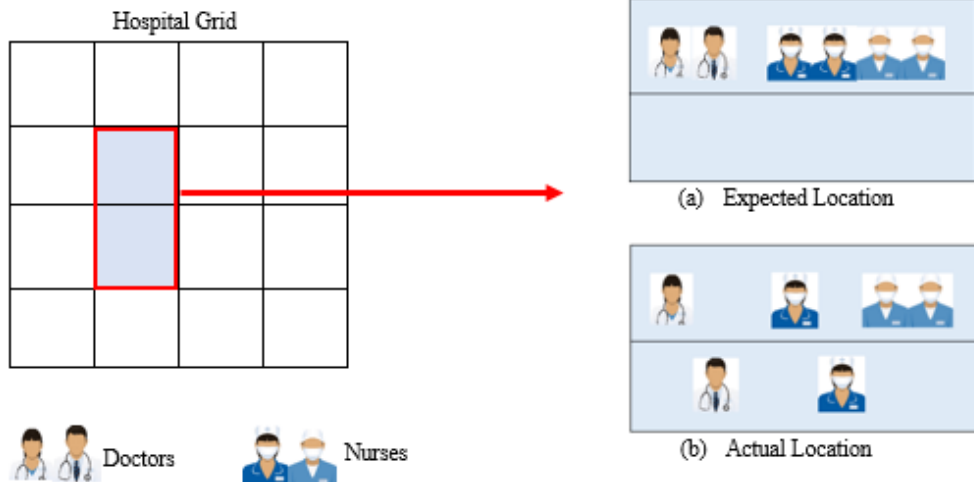 Hospital Grid
(a) Expected Location
(b) Actual Location
Doctors
Nurses